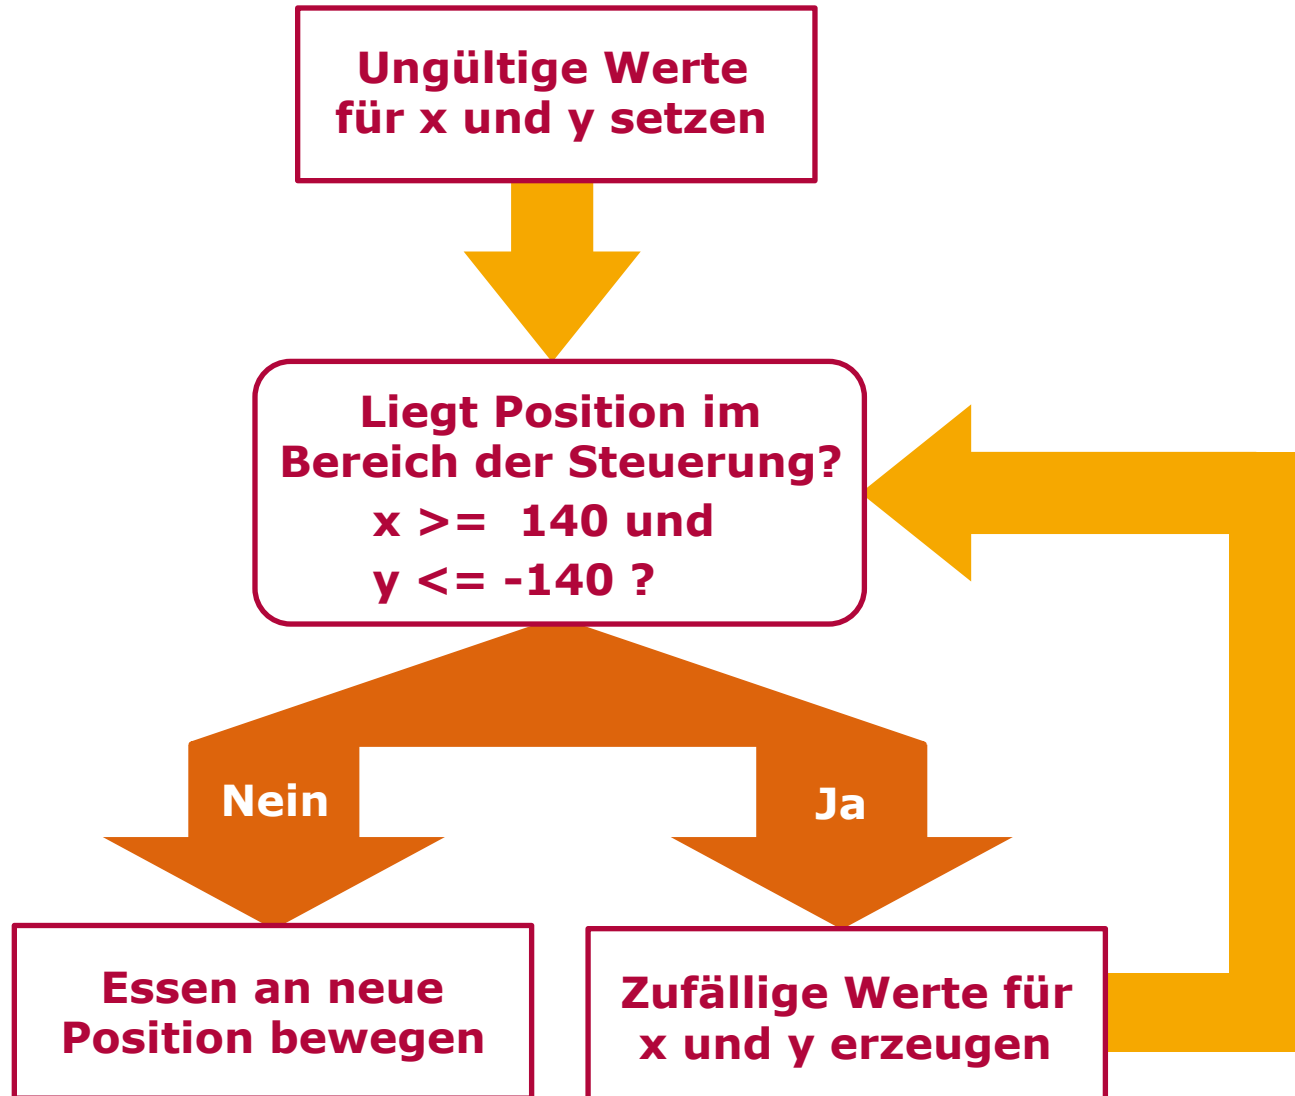 Ungültige Werte
für x und y setzen
Liegt Position im
Bereich der Steuerung?
x >= 140 und
y <= -140 ?
Nein
Ja
Essen an neue
Position bewegen
Zufällige Werte für
x und y erzeugen